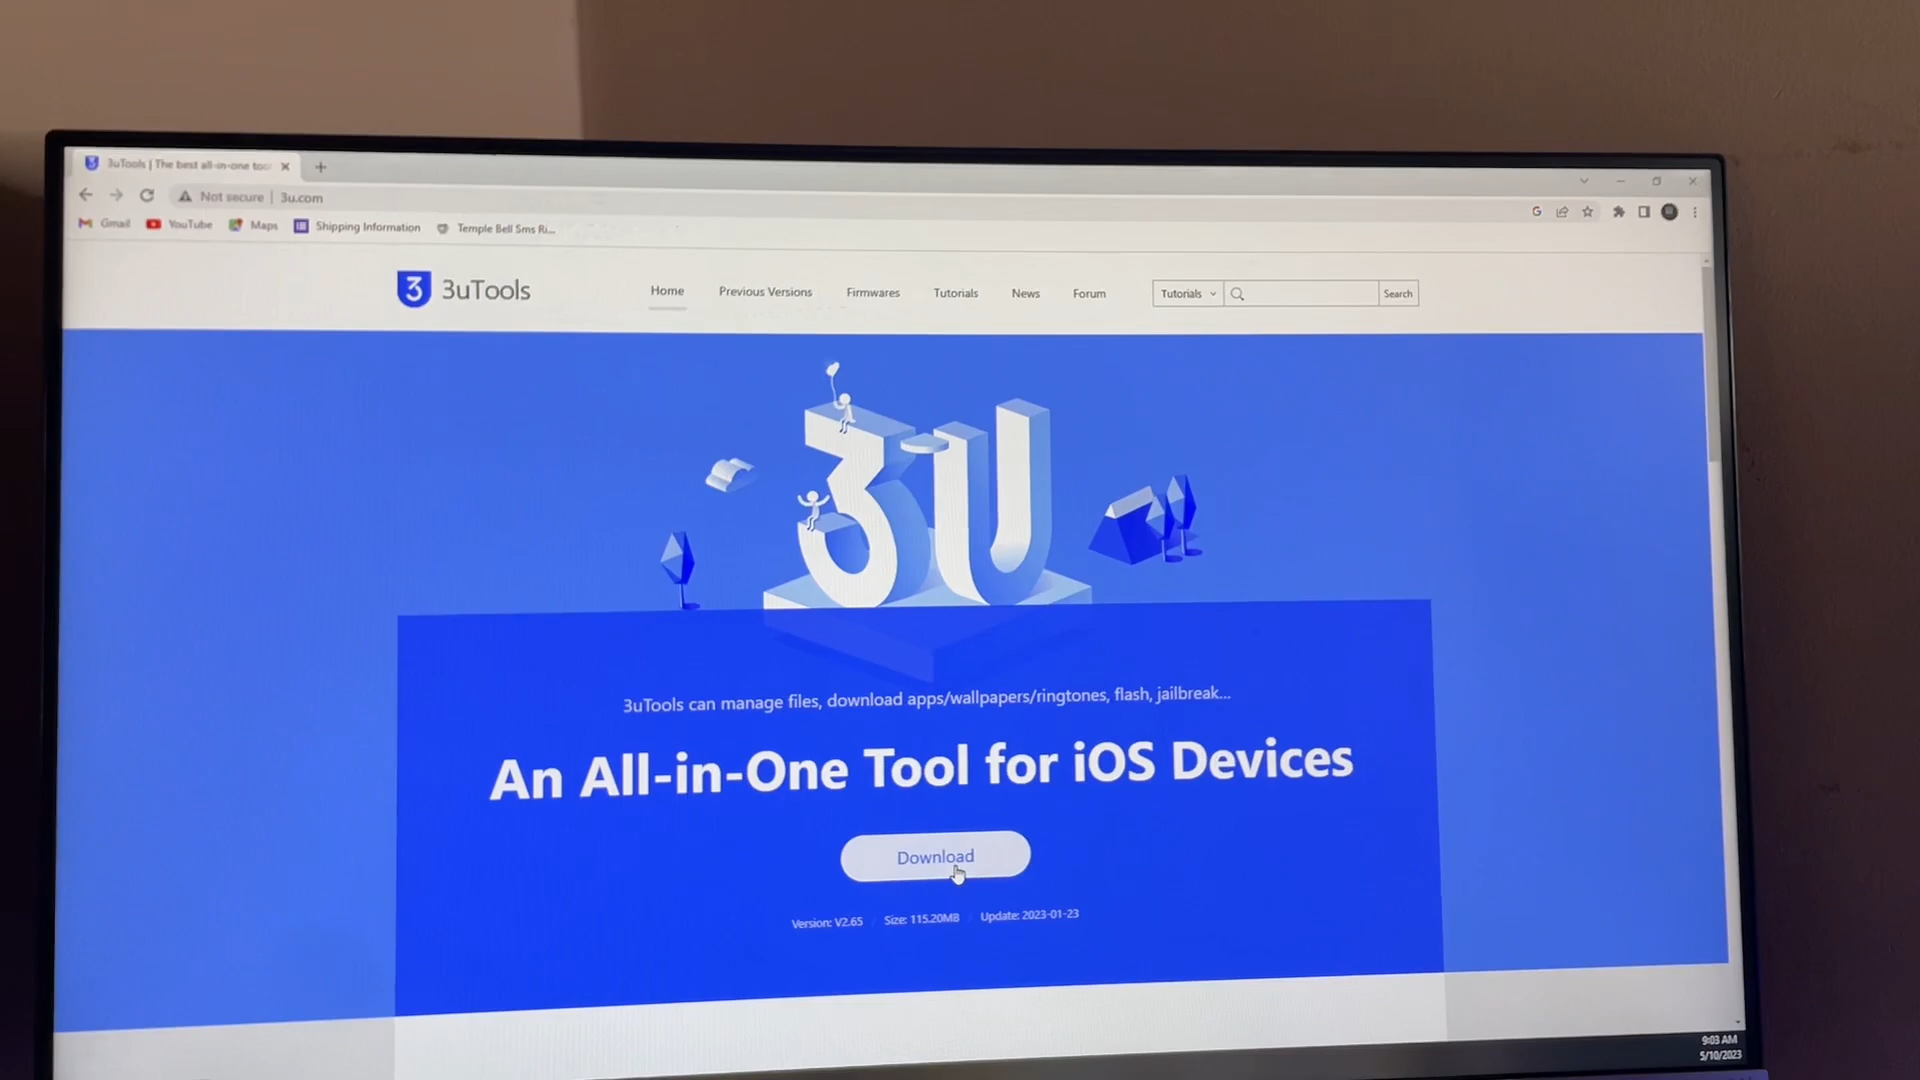 3uTools | The best all-in-one too
Not secure | 3u.com
Gmail YouTube Maps Shipping Information Temple Bell Sms Ri...
3uTools Home Previous Versions Firmwares Tutorials News Forum Tutorials Search
3U
3uTools can manage files, download apps/wallpapers/ringtones, flash, jailbreak...
An All-in-One Tool for iOS Devices
Download
Version: V2.65 / Size: 115.20MB / Update: 2023-01-23
9:03 AM
5/10/2023